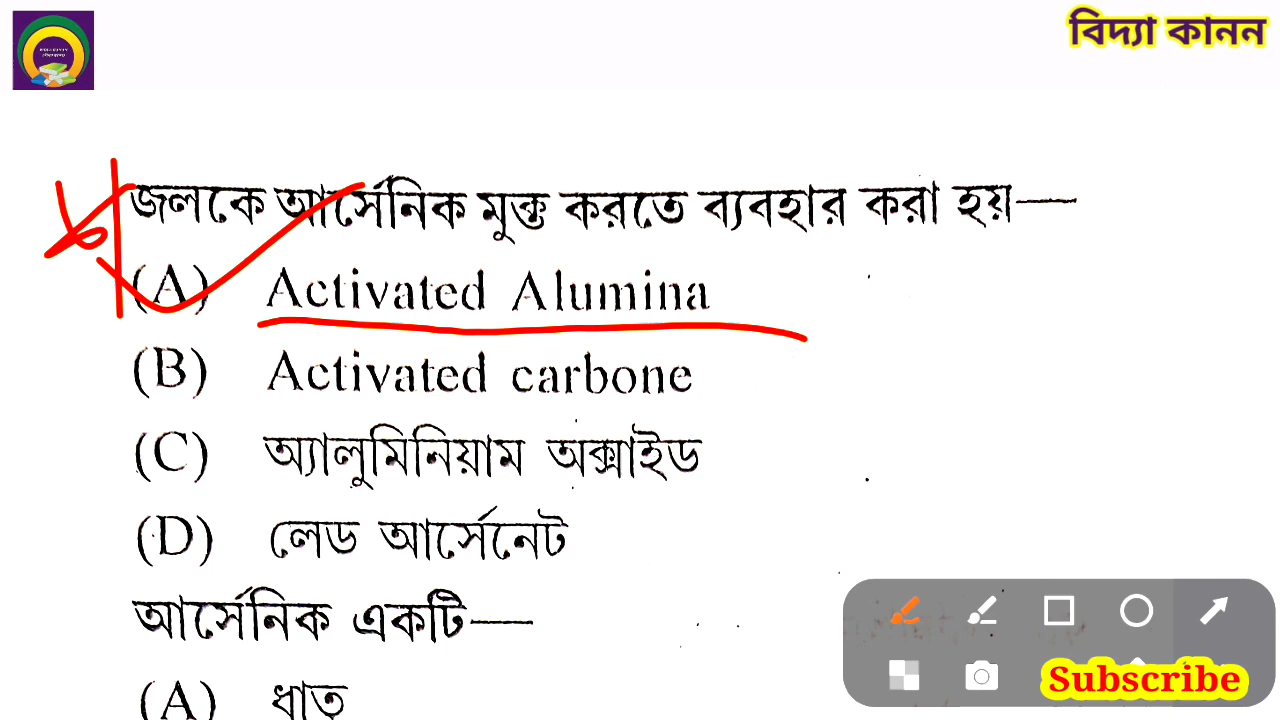 বিদ্যা কানন
জলকে আর্সেনিক মুক্ত করতে ব্যবহার করা হয়—
(A) Activated Alumina
(B) Activated carbone
(C) অ্যালুমিনিয়াম অক্সাইড
(D) লেড আর্সেনেট
আর্সেনিক একটি—
(A) ধাতু
Subscribe